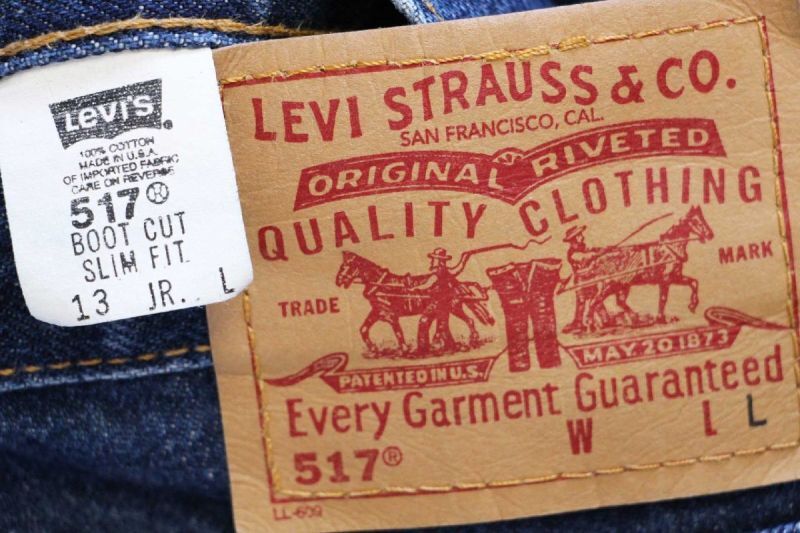 Levi's
100% COTTON
MADE IN U.S.A.
OF IMPORTED FABRIC
CARE ON REVERSE
517®
BOOT CUT
SLIM FIT
13 JR. L
LEVI STRAUSS & CO.
SAN FRANCISCO, CAL.
ORIGINAL RIVETED
QUALITY CLOTHING
TRADE MARK
PATENTED IN U.S. MAY 20 1873
Every Garment Guaranteed
517® W L L
LL-609